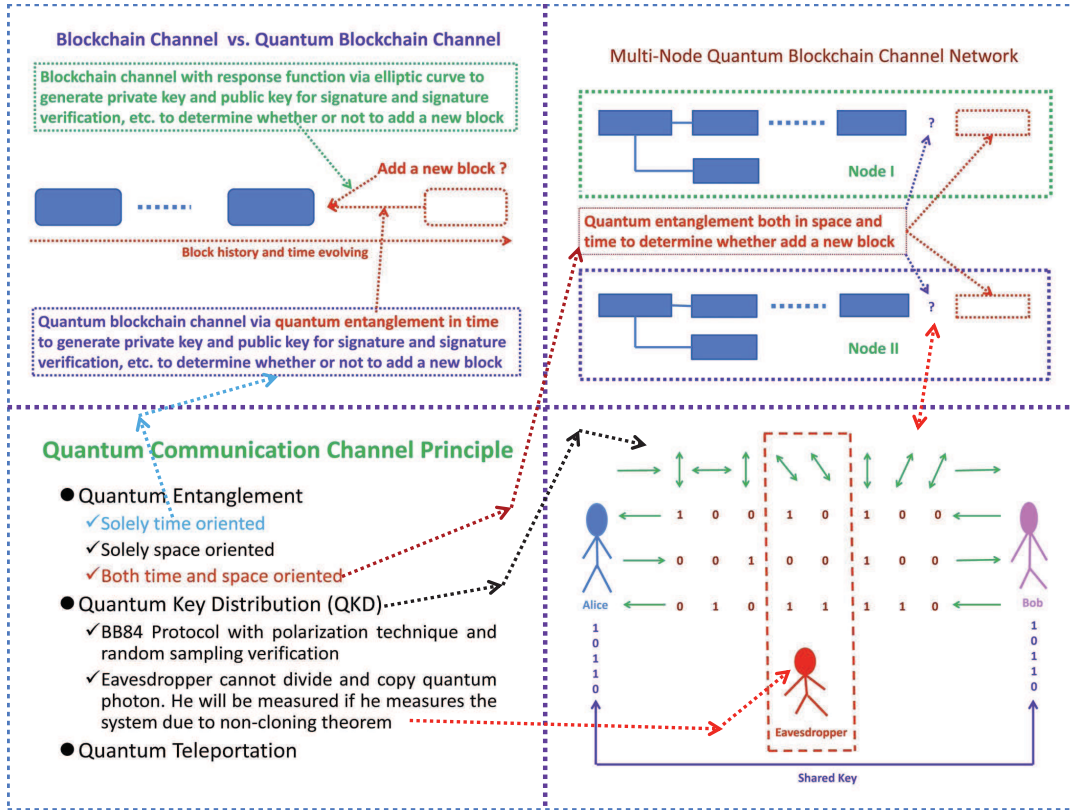 Blockchain Channel vs. Quantum Blockchain Channel
Blockchain channel with response function via elliptic curve to
generate private key and public key for signature and signature
verification, etc. to determine whether or not to add a new block
Add a new block ?
Block history and time evolving
Quantum blockchain channel via quantum entanglement in time
to generate private key and public key for signature and signature
verification, etc. to determine whether or not to add a new block
Multi-Node Quantum Blockchain Channel Network
?
Node I
Quantum entanglement both in space and
time to determine whether add a new block
?
Node II
Quantum Communication Channel Principle
●Quantum Entanglement
✓Solely time oriented
✓Solely space oriented
✓Both time and space oriented
●Quantum Key Distribution (QKD)
✓BB84 Protocol with polarization technique and
random sampling verification
✓Eavesdropper cannot divide and copy quantum
photon. He will be measured if he measures the
system due to non-cloning theorem
●Quantum Teleportation
1 0 0 1 0 1 0 0
0 0 1 0 0 1 0 0
0 1 0 1 1 1 1 0
Alice
Bob
1
0
1
1
0
1
0
1
1
0
Eavesdropper
Shared Key